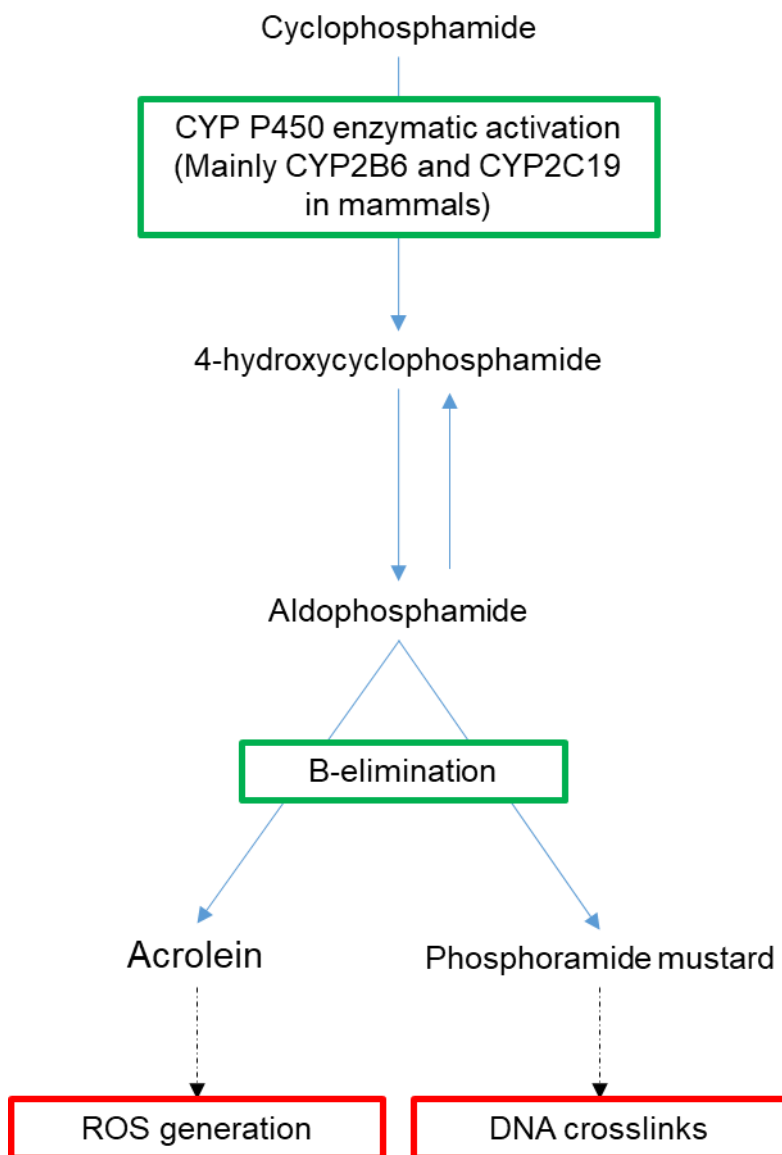 Cyclophosphamide
CYP P450 enzymatic activation
(Mainly CYP2B6 and CYP2C19
in mammals)
4-hydroxycyclophosphamide
Aldophosphamide
B-elimination
Acrolein
Phosphoramide mustard
ROS generation
DNA crosslinks